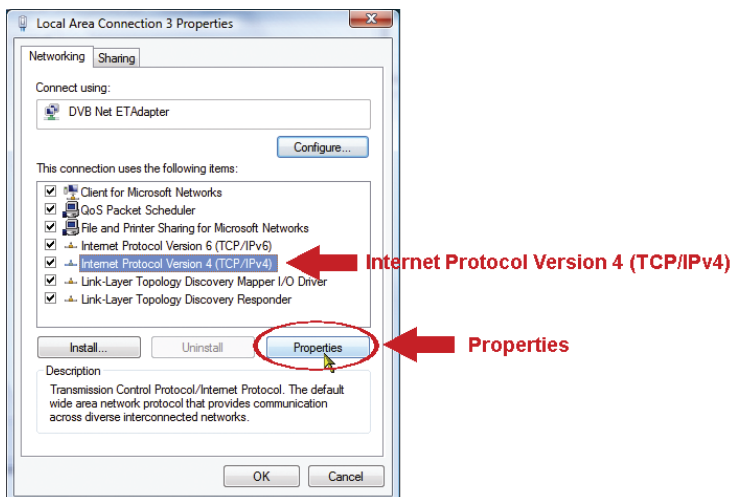 Local Area Connection 3 Properties
Networking
Sharing
Connect using:
DVB Net ETAdapter
Configure...
This connection uses the following items:
Client for Microsoft Networks
QoS Packet Scheduler
File and Printer Sharing for Microsoft Networks
Internet Protocol Version 6 (TCP/IPv6)
Internet Protocol Version 4 (TCP/IPv4)
Internet Protocol Version 4 (TCP/IPv4)
Link-Layer Topology Discovery Mapper I/O Driver
Link-Layer Topology Discovery Responder
Install...
Uninstall
Properties
Properties
Description
Transmission Control Protocol/Internet Protocol. The default
wide area network protocol that provides communication
across diverse interconnected networks.
OK
Cancel